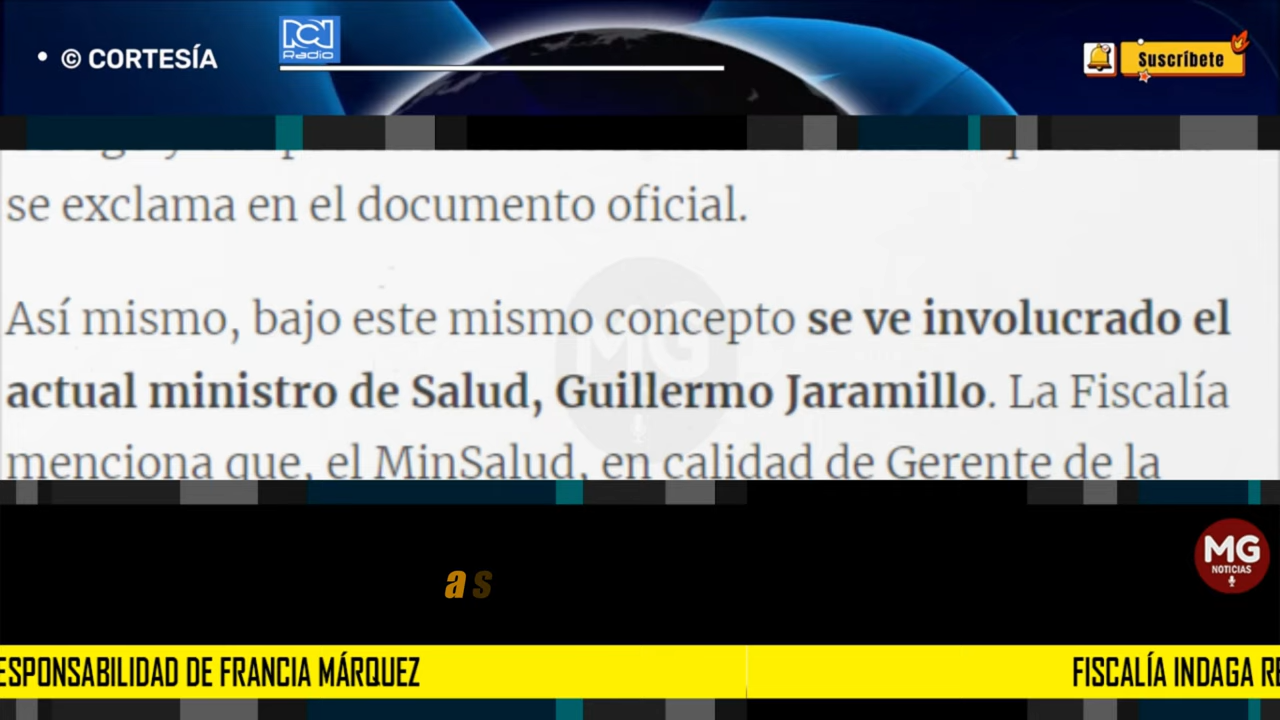 • © CORTESÍA
RCN
Radio
Suscríbete
se exclama en el documento oficial.
Así mismo, bajo este mismo concepto se ve involucrado el
actual ministro de Salud, Guillermo Jaramillo. La Fiscalía
menciona que, el MinSalud, en calidad de Gerente de la
MG
MG
NOTICIAS
as
ESPONSABILIDAD DE FRANCIA MÁRQUEZ
FISCALÍA INDAGA RE